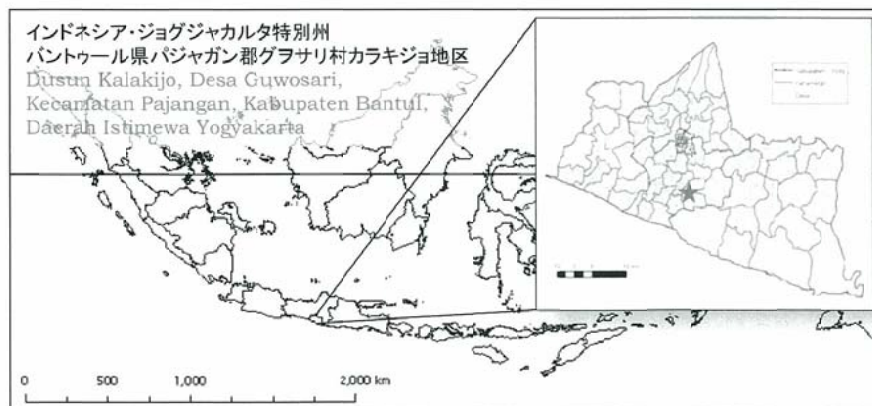 インドネシア・ジョグジャカルタ特別州
バントゥール県パジャガン郡グヲサリ村カラキジョ地区
Dusun Kalakijo, Desa Guwosari,
Kecamatan Pajangan, Kabupaten Bantul,
Daerah Istimewa Yogyakarta
0 500 1,000 2,000 km